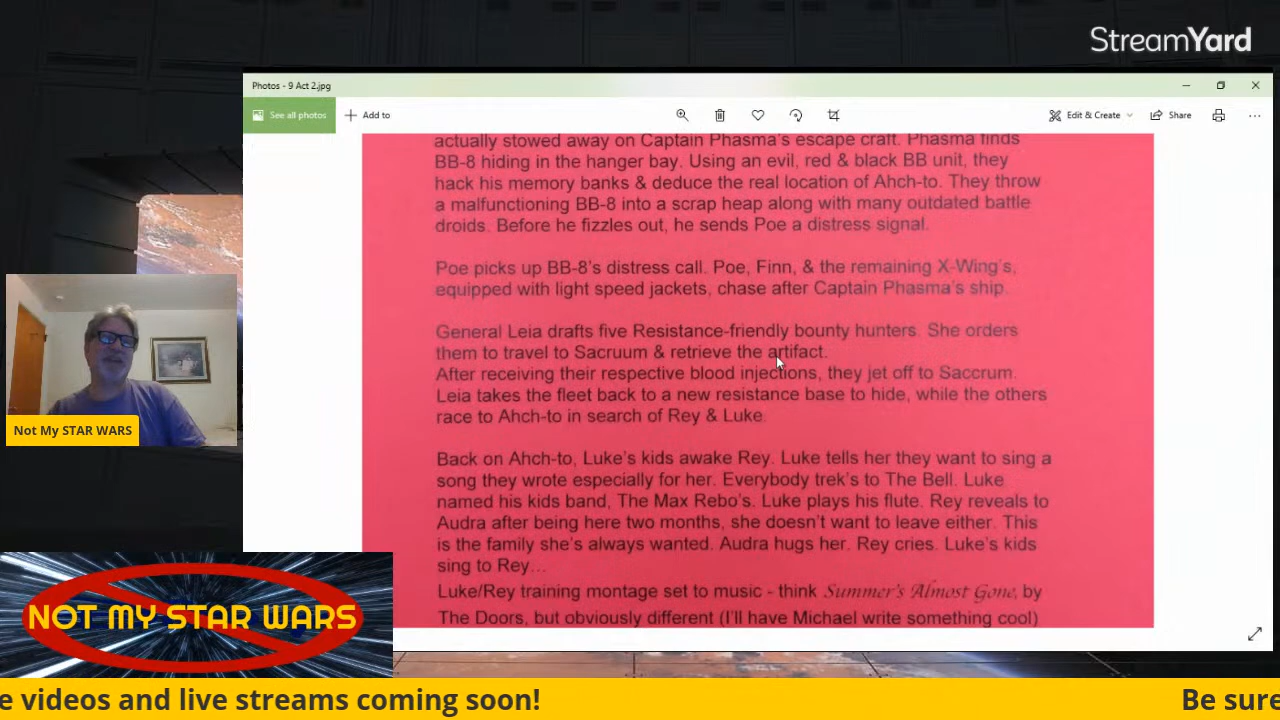 StreamYard
Photos - 9 Act 2.jpg
See all photos
Add to
Edit & Create
Share
actually stowed away on Captain Phasma's escape craft. Phasma finds
BB-8 hiding in the hanger bay. Using an evil, red & black BB unit, they
hack his memory banks & deduce the real location of Ahch-to. They throw
a malfunctioning BB-8 into a scrap heap along with many outdated battle
droids. Before he fizzles out, he sends Poe a distress signal.
Poe picks up BB-8's distress call. Poe, Finn, & the remaining X-Wing's,
equipped with light speed jackets, chase after Captain Phasma's ship.
General Leia drafts five Resistance-friendly bounty hunters. She orders
them to travel to Sacruum & retrieve the artifact.
After receiving their respective blood injections, they jet off to Saccrum.
Leia takes the fleet back to a new resistance base to hide, while the others
race to Ahch-to in search of Rey & Luke.
Back on Ahch-to, Luke's kids awake Rey. Luke tells her they want to sing a
song they wrote especially for her. Everybody trek's to The Bell. Luke
named his kids band, The Max Rebo's. Luke plays his flute. Rey reveals to
Audra after being here two months, she doesn't want to leave either. This
is the family she's always wanted. Audra hugs her. Rey cries. Luke's kids
sing to Rey...
Luke/Rey training montage set to music - think Summer's Almost Gone, by
The Doors, but obviously different (I'll have Michael write something cool)
Not My STAR WARS
NOT MY STAR WARS
e videos and live streams coming soon!
Be sure